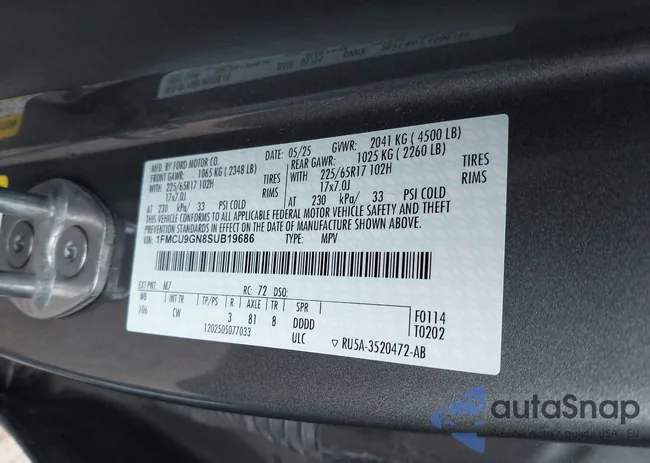 MFD. BY FORD MOTOR CO.
DATE: 05/25 GVWR: 2041 KG ( 4500 LB)
FRONT GAWR: 1065 KG ( 2348 LB) REAR GAWR: 1025 KG ( 2260 LB)
WITH 225/65R17 102H TIRES WITH 225/65R17 102H TIRES
17x7.0J RIMS 17x7.0J RIMS
AT 230 kPa/ 33 PSI COLD AT 230 kPa/ 33 PSI COLD
THIS VEHICLE CONFORMS TO ALL APPLICABLE FEDERAL MOTOR VEHICLE SAFETY AND THEFT
PREVENTION STANDARDS IN EFFECT ON THE DATE OF MANUFACTURE SHOWN ABOVE.
VIN: 1FMCU9GN8SUB19686 TYPE: MPV
EXT PNT: M7 RC: 72 DSO:
WB INT TR TP/PS R AXLE TR SPR
106 CW 3 81 8 DDDD
F0114
T0202
120250507033 ULC
▽ RU5A-3520472-AB
autoSnap